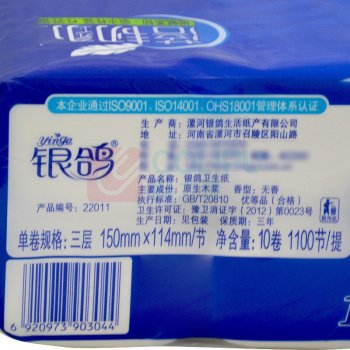 洁韧劲
本企业通过ISO9001、ISO14001、OHS18001管理体系认证
生 产 商：漯河银鸽生活纸产有限公司
地 址：河南省漯河市召陵区阳山路
yinge
银鸽
产品编号：22011
产品名称：银鸽卫生纸
主要成份：原生木浆 香型：无香
执行标准：GB/T20810 优等品（合格）
卫生许可证：豫卫消证字（2012）第0023号
生产日期：见包装 保质期：三年
单卷规格：三层 150mm×114mm/节 净含量：10卷 1100节/提
6 920973 903044